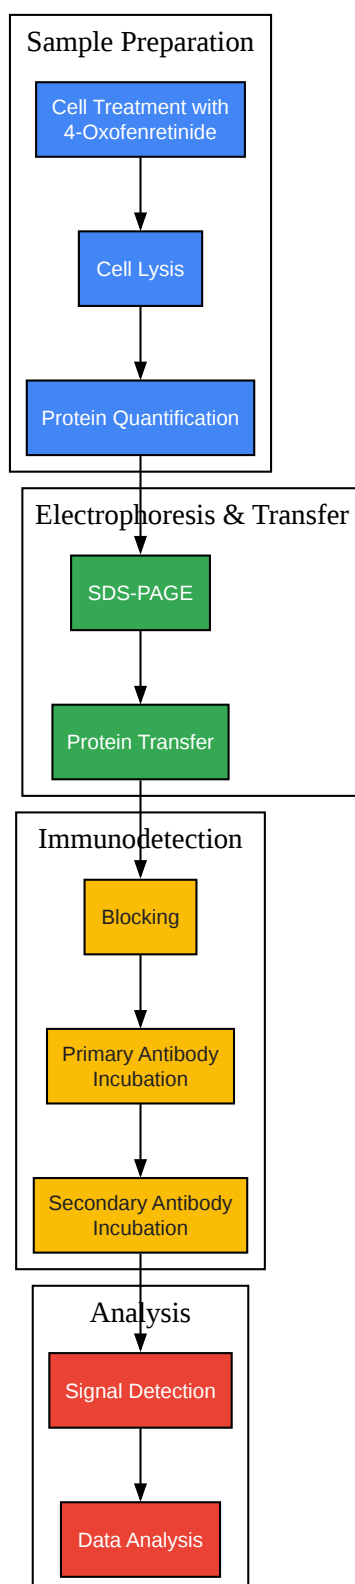 Sample Preparation
Cell Treatment with
4-Oxofenretinide
Cell Lysis
Protein Quantification
Electrophoresis & Transfer
SDS-PAGE
Protein Transfer
Immunodetection
Blocking
Primary Antibody
Incubation
Secondary Antibody
Incubation
Analysis
Signal Detection
Data Analysis